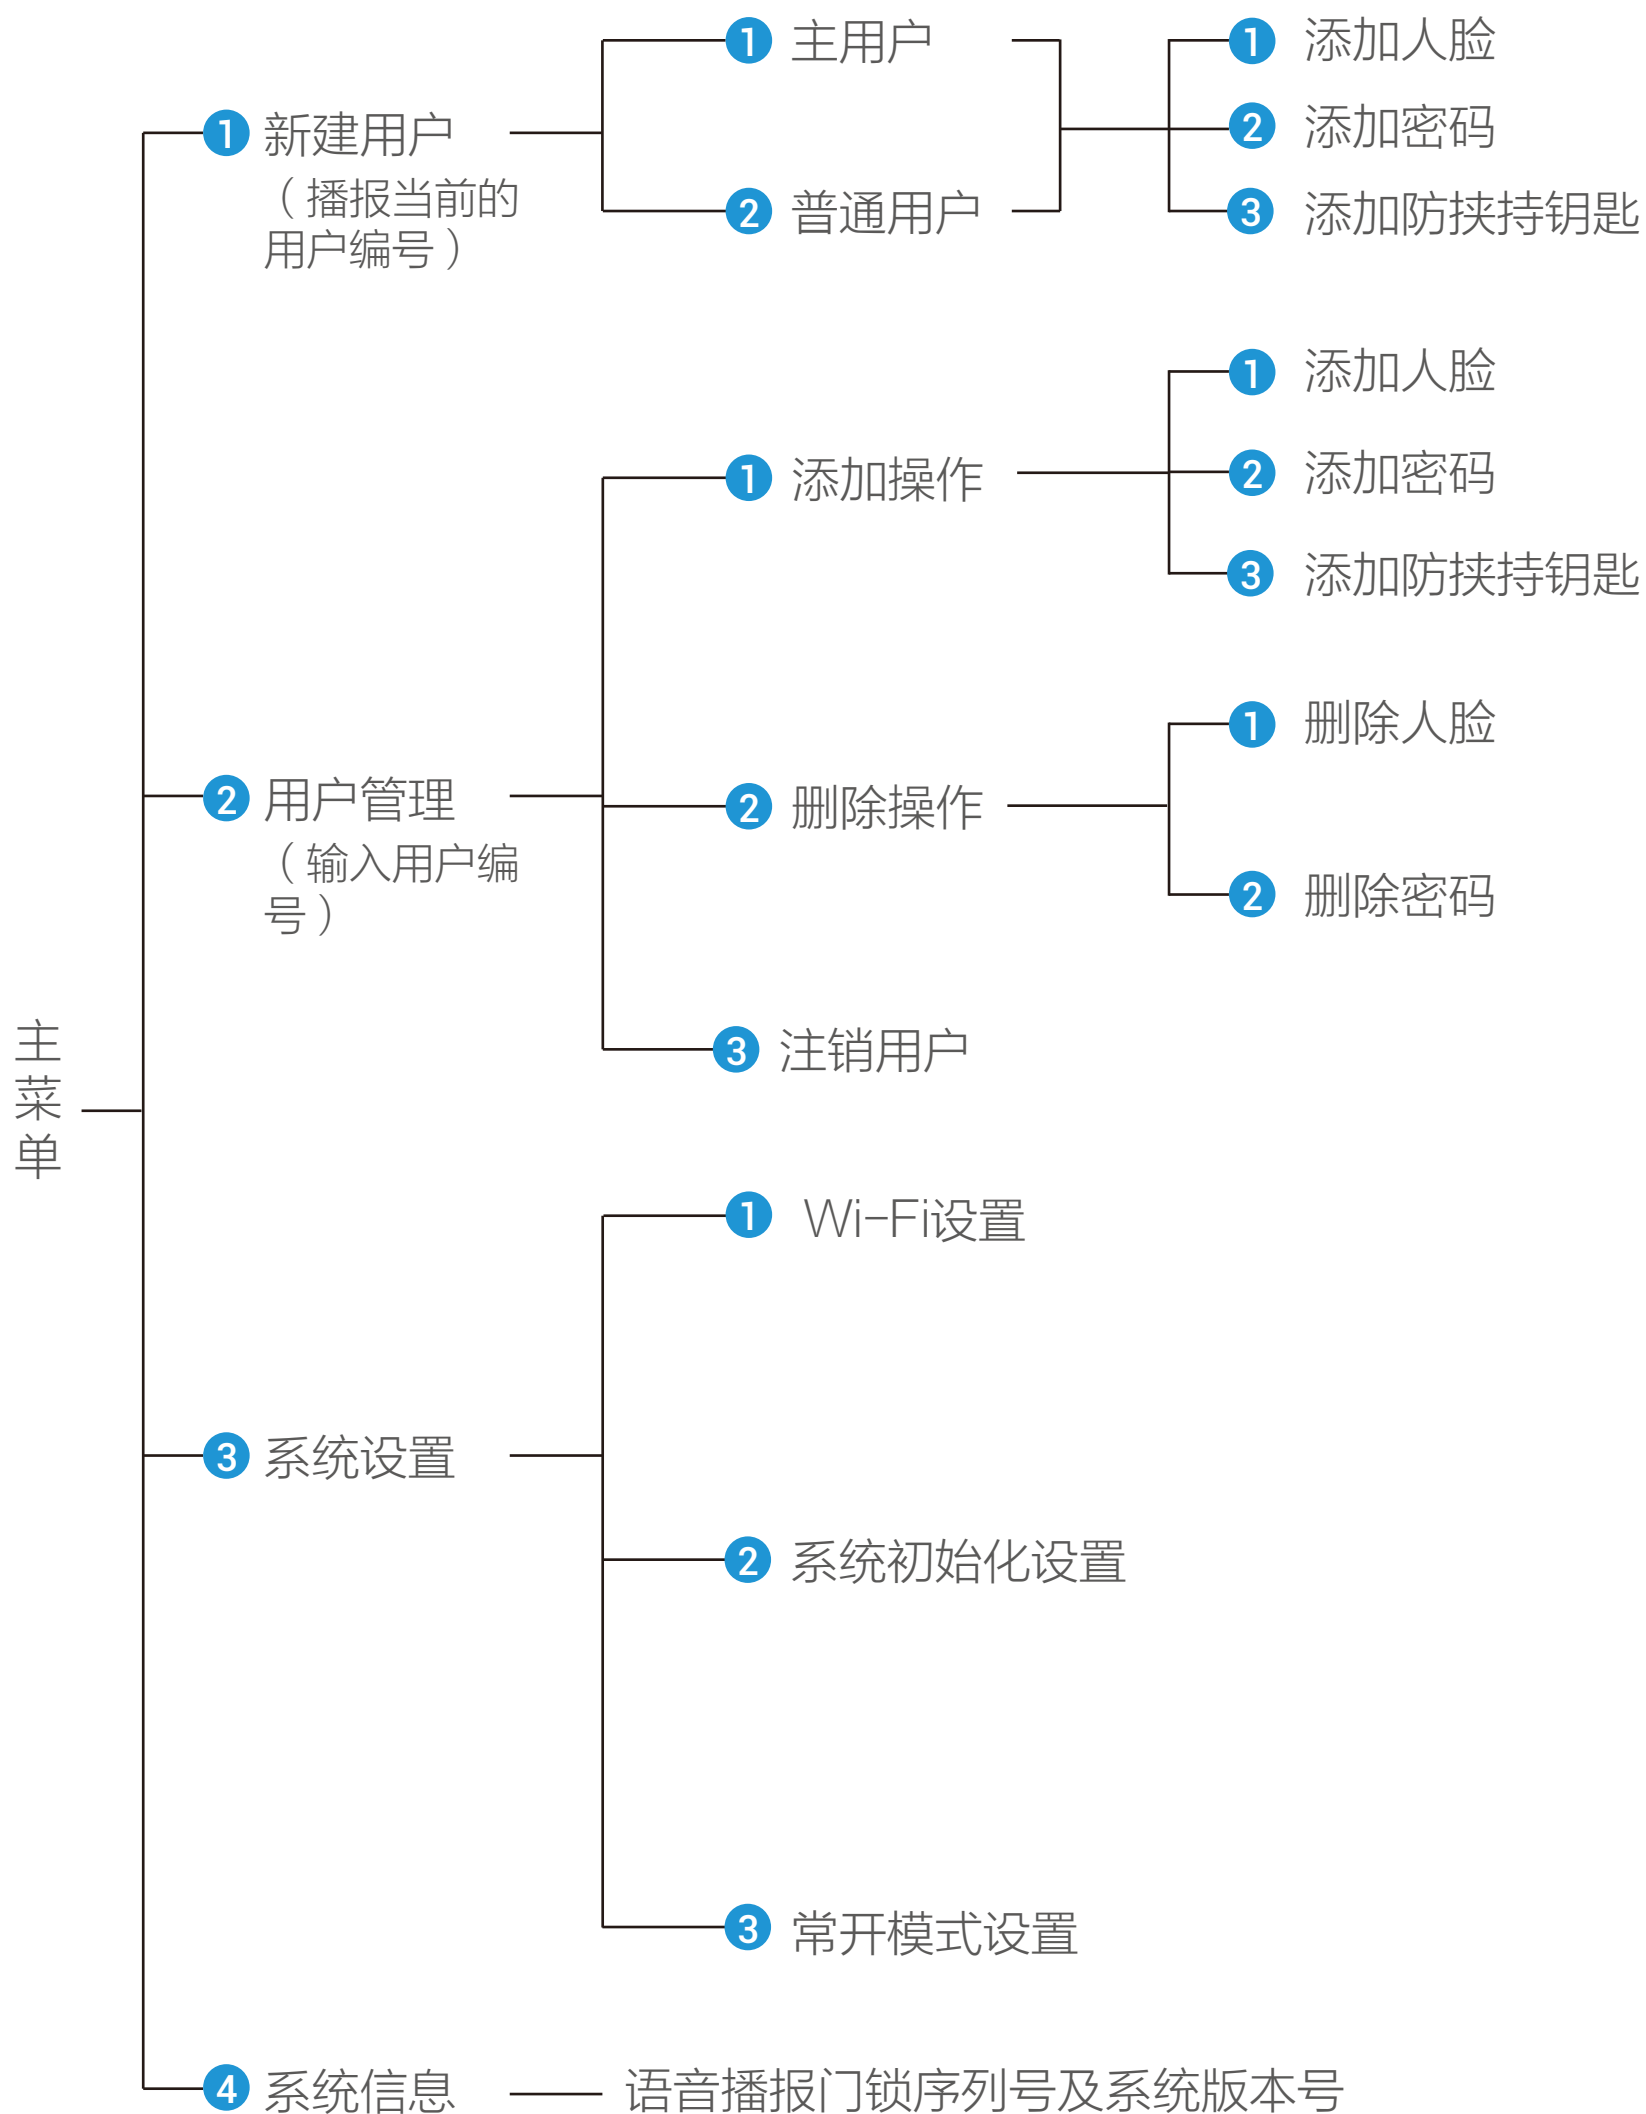 主菜单
1 新建用户
（播报当前的
用户编号）
1 主用户
2 普通用户
1 添加人脸
2 添加密码
3 添加防挟持钥匙
2 用户管理
（输入用户编
号）
1 添加操作
1 添加人脸
2 添加密码
3 添加防挟持钥匙
2 删除操作
1 删除人脸
2 删除密码
3 注销用户
3 系统设置
1 Wi-Fi设置
2 系统初始化设置
3 常开模式设置
4 系统信息
语音播报门锁序列号及系统版本号